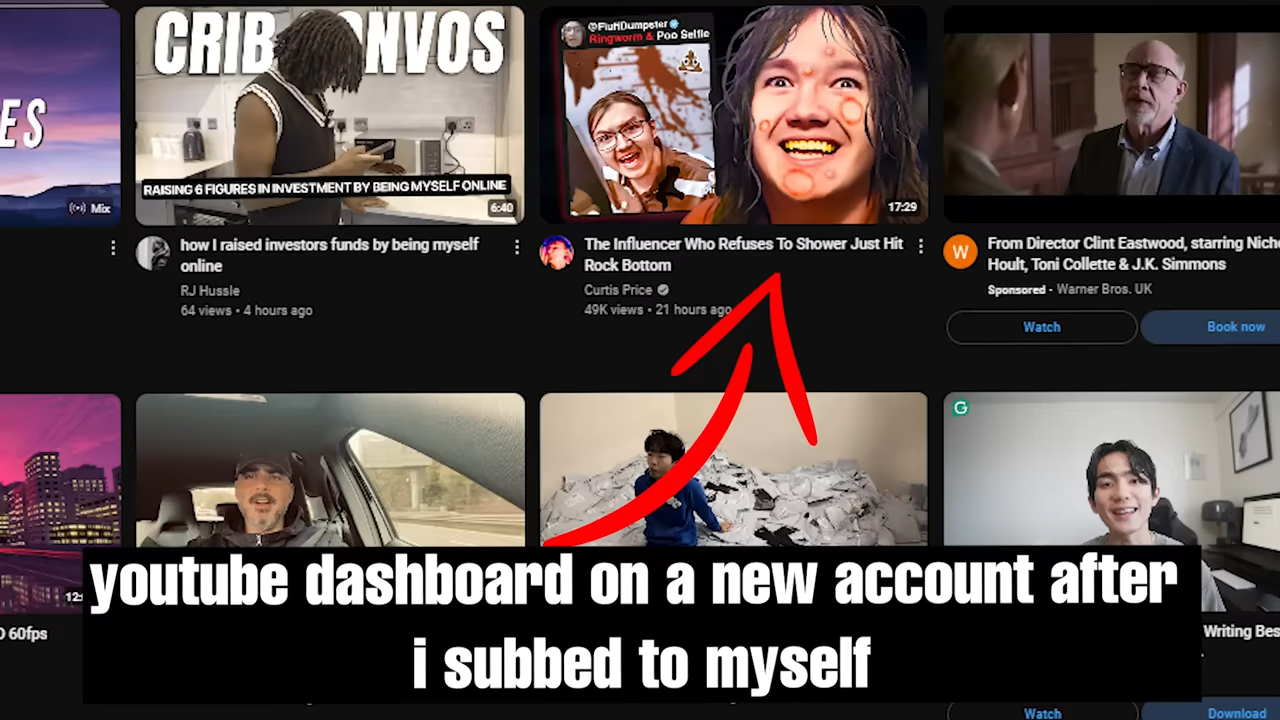 CRIB
NVOS
@FluffDumpster
Ringworm & Poo Selfie
ES
RAISING 6 FIGURES IN INVESTMENT BY BEING MYSELF ONLINE
Mix
6:40
17:29
how I raised investors funds by being myself
online
RJ Hussle
64 views • 4 hours ago
The Influencer Who Refuses To Shower Just Hit
Rock Bottom
Curtis Price
49K views • 21 hours ago
W
From Director Clint Eastwood, starring Nich
Hoult, Toni Collette & J.K. Simmons
Sponsored - Warner Bros. UK
Watch
Book now
G
youtube dashboard on a new account after
i subbed to myself
60fps
Writing Bes
Watch
Download